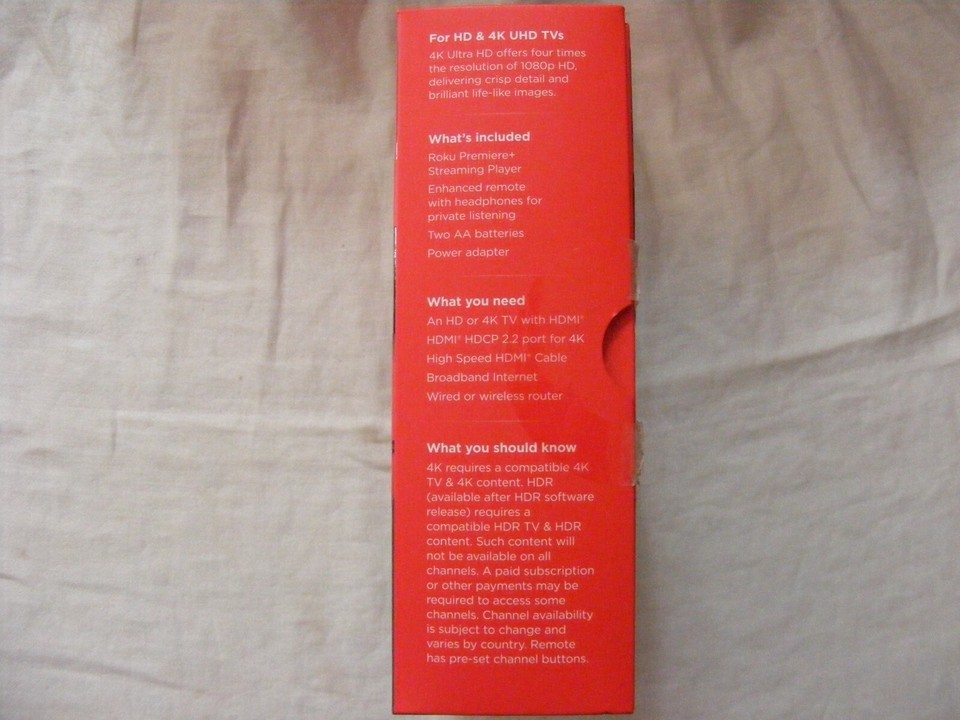 For HD & 4K UHD TVs
4K Ultra HD offers four times
the resolution of 1080p HD,
delivering crisp detail and
brilliant life-like images.
What's included
Roku Premiere+
Streaming Player
Enhanced remote
with headphones for
private listening
Two AA batteries
Power adapter
What you need
An HD or 4K TV with HDMI®
HDMI® HDCP 2.2 port for 4K
High Speed HDMI® Cable
Broadband Internet
Wired or wireless router
What you should know
4K requires a compatible 4K
TV & 4K content. HDR
(available after HDR software
release) requires a
compatible HDR TV & HDR
content. Such content will
not be available on all
channels. A paid subscription
or other payments may be
required to access some
channels. Channel availability
is subject to change and
varies by country. Remote
has pre-set channel buttons.